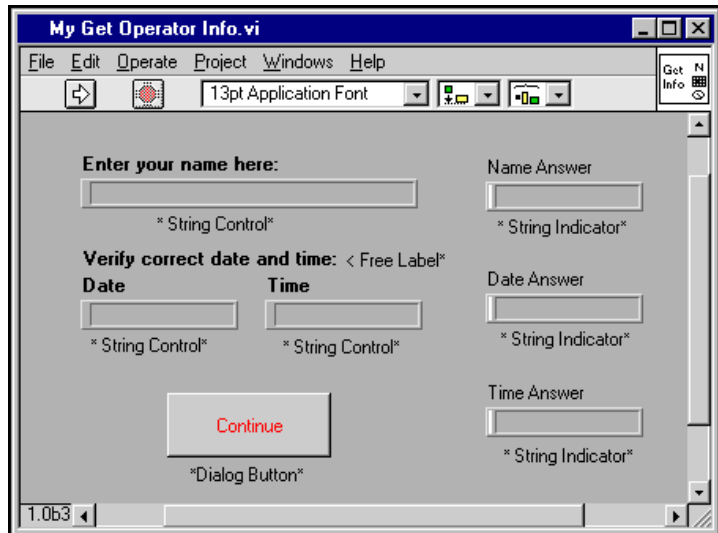 My Get Operator Info.vi
File Edit Operate Project Windows Help
Get N
Info
13pt Application Font
Enter your name here:
* String Control*
Name Answer
* String Indicator*
Verify correct date and time: < Free Label*
Date Time
* String Control* * String Control*
Date Answer
* String Indicator*
Continue
*Dialog Button*
Time Answer
* String Indicator*
1.0b3